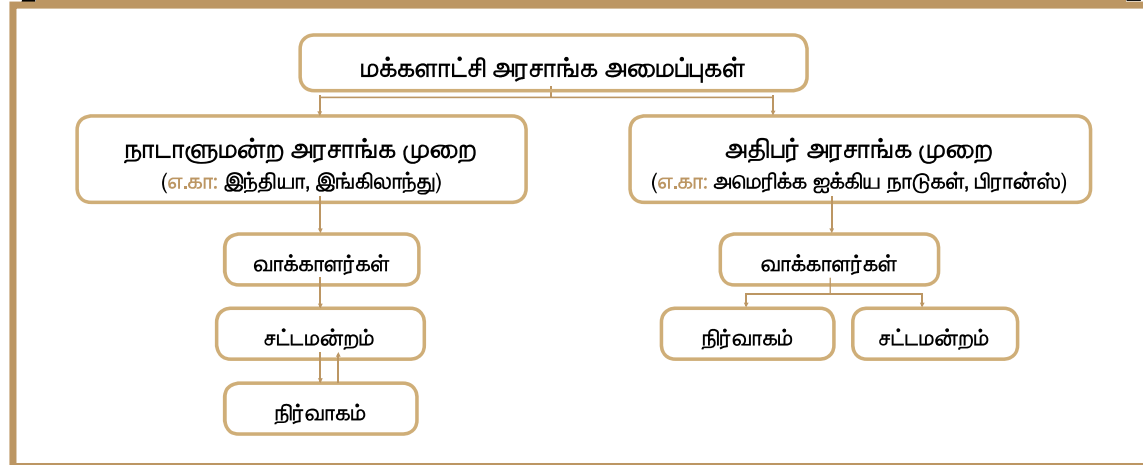 மக்களாட்சி அரசாங்க அமைப்புகள்
நாடாளுமன்ற அரசாங்க முறை
(எ.கா: இந்தியா, இங்கிலாந்து)
அதிபர் அரசாங்க முறை
(எ.கா: அமெரிக்க ஐக்கிய நாடுகள், பிரான்ஸ்)
வாக்காளர்கள்
சட்டமன்றம்
நிர்வாகம்
வாக்காளர்கள்
நிர்வாகம்
சட்டமன்றம்